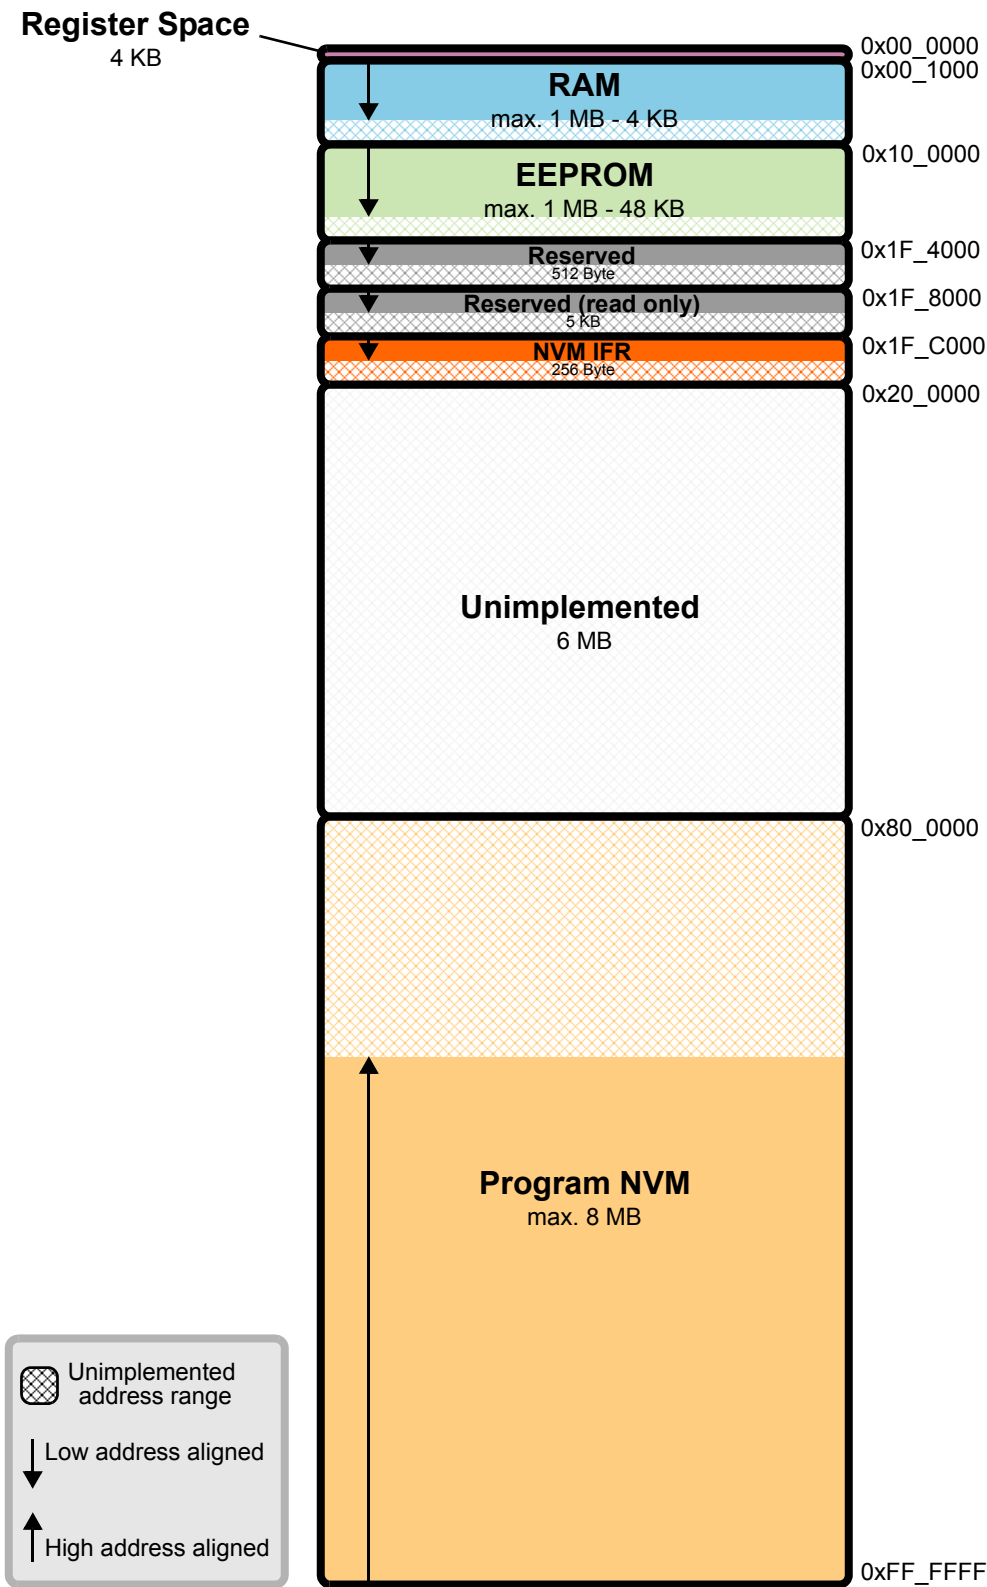 Register Space
4 KB
0x00_0000
0x00_1000
RAM
max. 1 MB - 4 KB
0x10_0000
EEPROM
max. 1 MB - 48 KB
0x1F_4000
Reserved
512 Byte
0x1F_8000
Reserved (read only)
5 KB
0x1F_C000
NVM IFR
256 Byte
0x20_0000
Unimplemented
6 MB
0x80_0000
Program NVM
max. 8 MB
Unimplemented
address range
Low address aligned
High address aligned
0xFF_FFFF